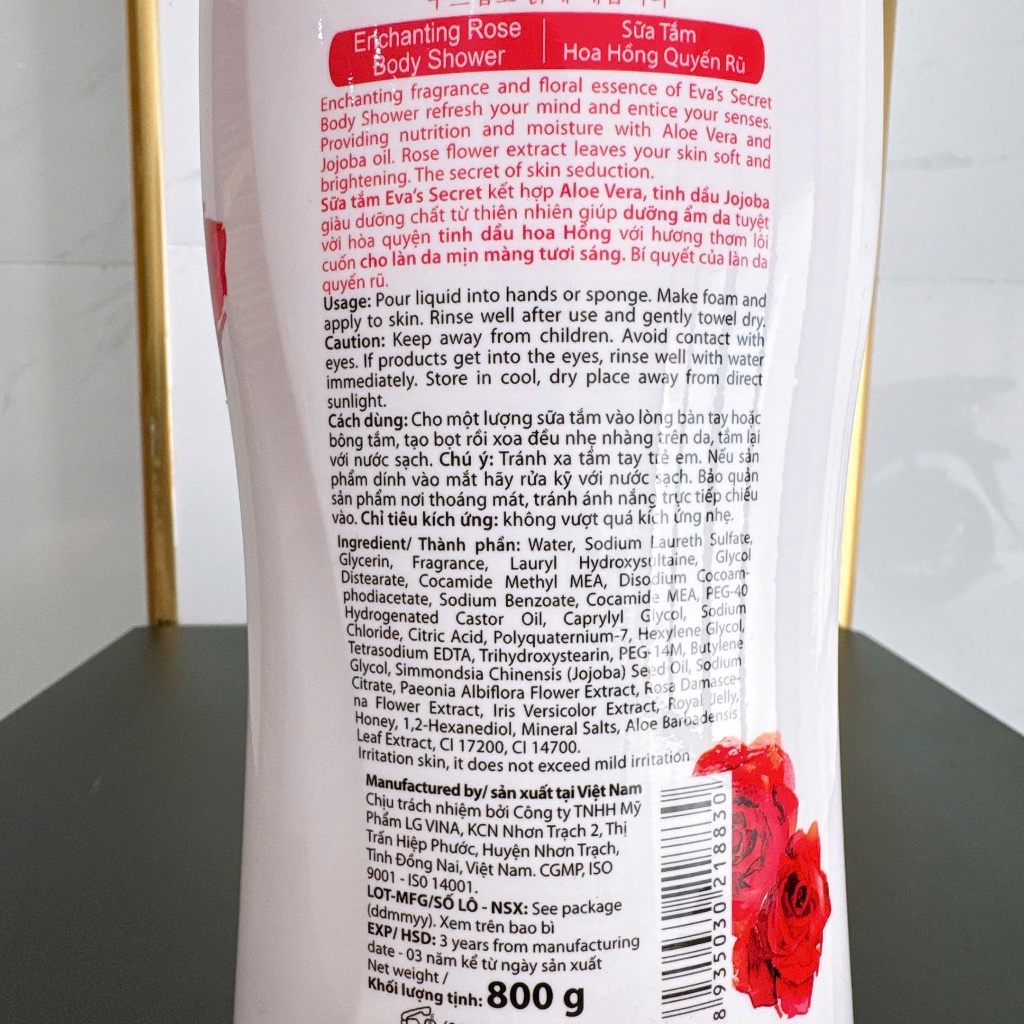 Enchanting Rose
Body Shower
Sữa Tắm
Hoa Hồng Quyến Rũ
Enchanting fragrance and floral essence of Eva's Secret
Body Shower refresh your mind and entice your senses.
Providing nutrition and moisture with Aloe Vera and
Jojoba oil. Rose flower extract leaves your skin soft and
brightening. The secret of skin seduction.
Sữa tắm Eva's Secret kết hợp Aloe Vera, tinh dầu Jojoba
giàu dưỡng chất từ thiên nhiên giúp dưỡng ẩm da tuyệt
vời hòa quyện tinh dầu hoa Hồng với hương thơm lôi
cuốn cho làn da mịn màng tươi sáng. Bí quyết của làn da
quyến rũ.
Usage: Pour liquid into hands or sponge. Make foam and
apply to skin. Rinse well after use and gently towel dry.
Caution: Keep away from children. Avoid contact with
eyes. If products get into the eyes, rinse well with water
immediately. Store in cool, dry place away from direct
sunlight.
Cách dùng: Cho một lượng sữa tắm vào lòng bàn tay hoặc
bông tắm, tạo bọt rồi xoa đều nhẹ nhàng trên da, tắm lại
với nước sạch. Chú ý: Tránh xa tầm tay trẻ em. Nếu sản
phẩm dính vào mắt hãy rửa kỹ với nước sạch. Bảo quản
sản phẩm nơi thoáng mát, tránh ánh nắng trực tiếp chiếu
vào. Chỉ tiêu kích ứng: không vượt quá kích ứng nhẹ.
Ingredient/ Thành phần: Water, Sodium Laureth Sulfate,
Glycerin, Fragrance, Lauryl Hydroxysultaine, Glycol
Distearate, Cocamide Methyl MEA, Disodium Cocoam-
phodiacetate, Sodium Benzoate, Cocamide MEA, PEG-40
Hydrogenated Castor Oil, Caprylyl Glycol, Sodium
Chloride, Citric Acid, Polyquaternium-7, Hexylene Glycol,
Tetrasodium EDTA, Trihydroxystearin, PEG-14M, Butylene
Glycol, Simmondsia Chinensis (Jojoba) Seed Oil, Sodium
Citrate, Paeonia Albiflora Flower Extract, Rosa Damasce-
na Flower Extract, Iris Versicolor Extract, Royal Jelly,
Honey, 1,2-Hexanediol, Mineral Salts, Aloe Barbadensis
Leaf Extract, CI 17200, CI 14700.
Irritation skin, it does not exceed mild irritation
Manufactured by/ sản xuất tại Việt Nam
Chịu trách nhiệm bởi Công ty TNHH Mỹ
Phẩm LG VINA, KCN Nhơn Trạch 2, Thị
Trấn Hiệp Phước, Huyện Nhơn Trạch,
Tỉnh Đồng Nai, Việt Nam. CGMP, ISO
9001 - ISO 14001.
LOT-MFG/SỐ LÔ - NSX: See package
(ddmmyy). Xem trên bao bì
EXP/ HSD: 3 years from manufacturing
date - 03 năm kể từ ngày sản xuất
Net weight /
Khối lượng tịnh: 800 g
8 935030 218830